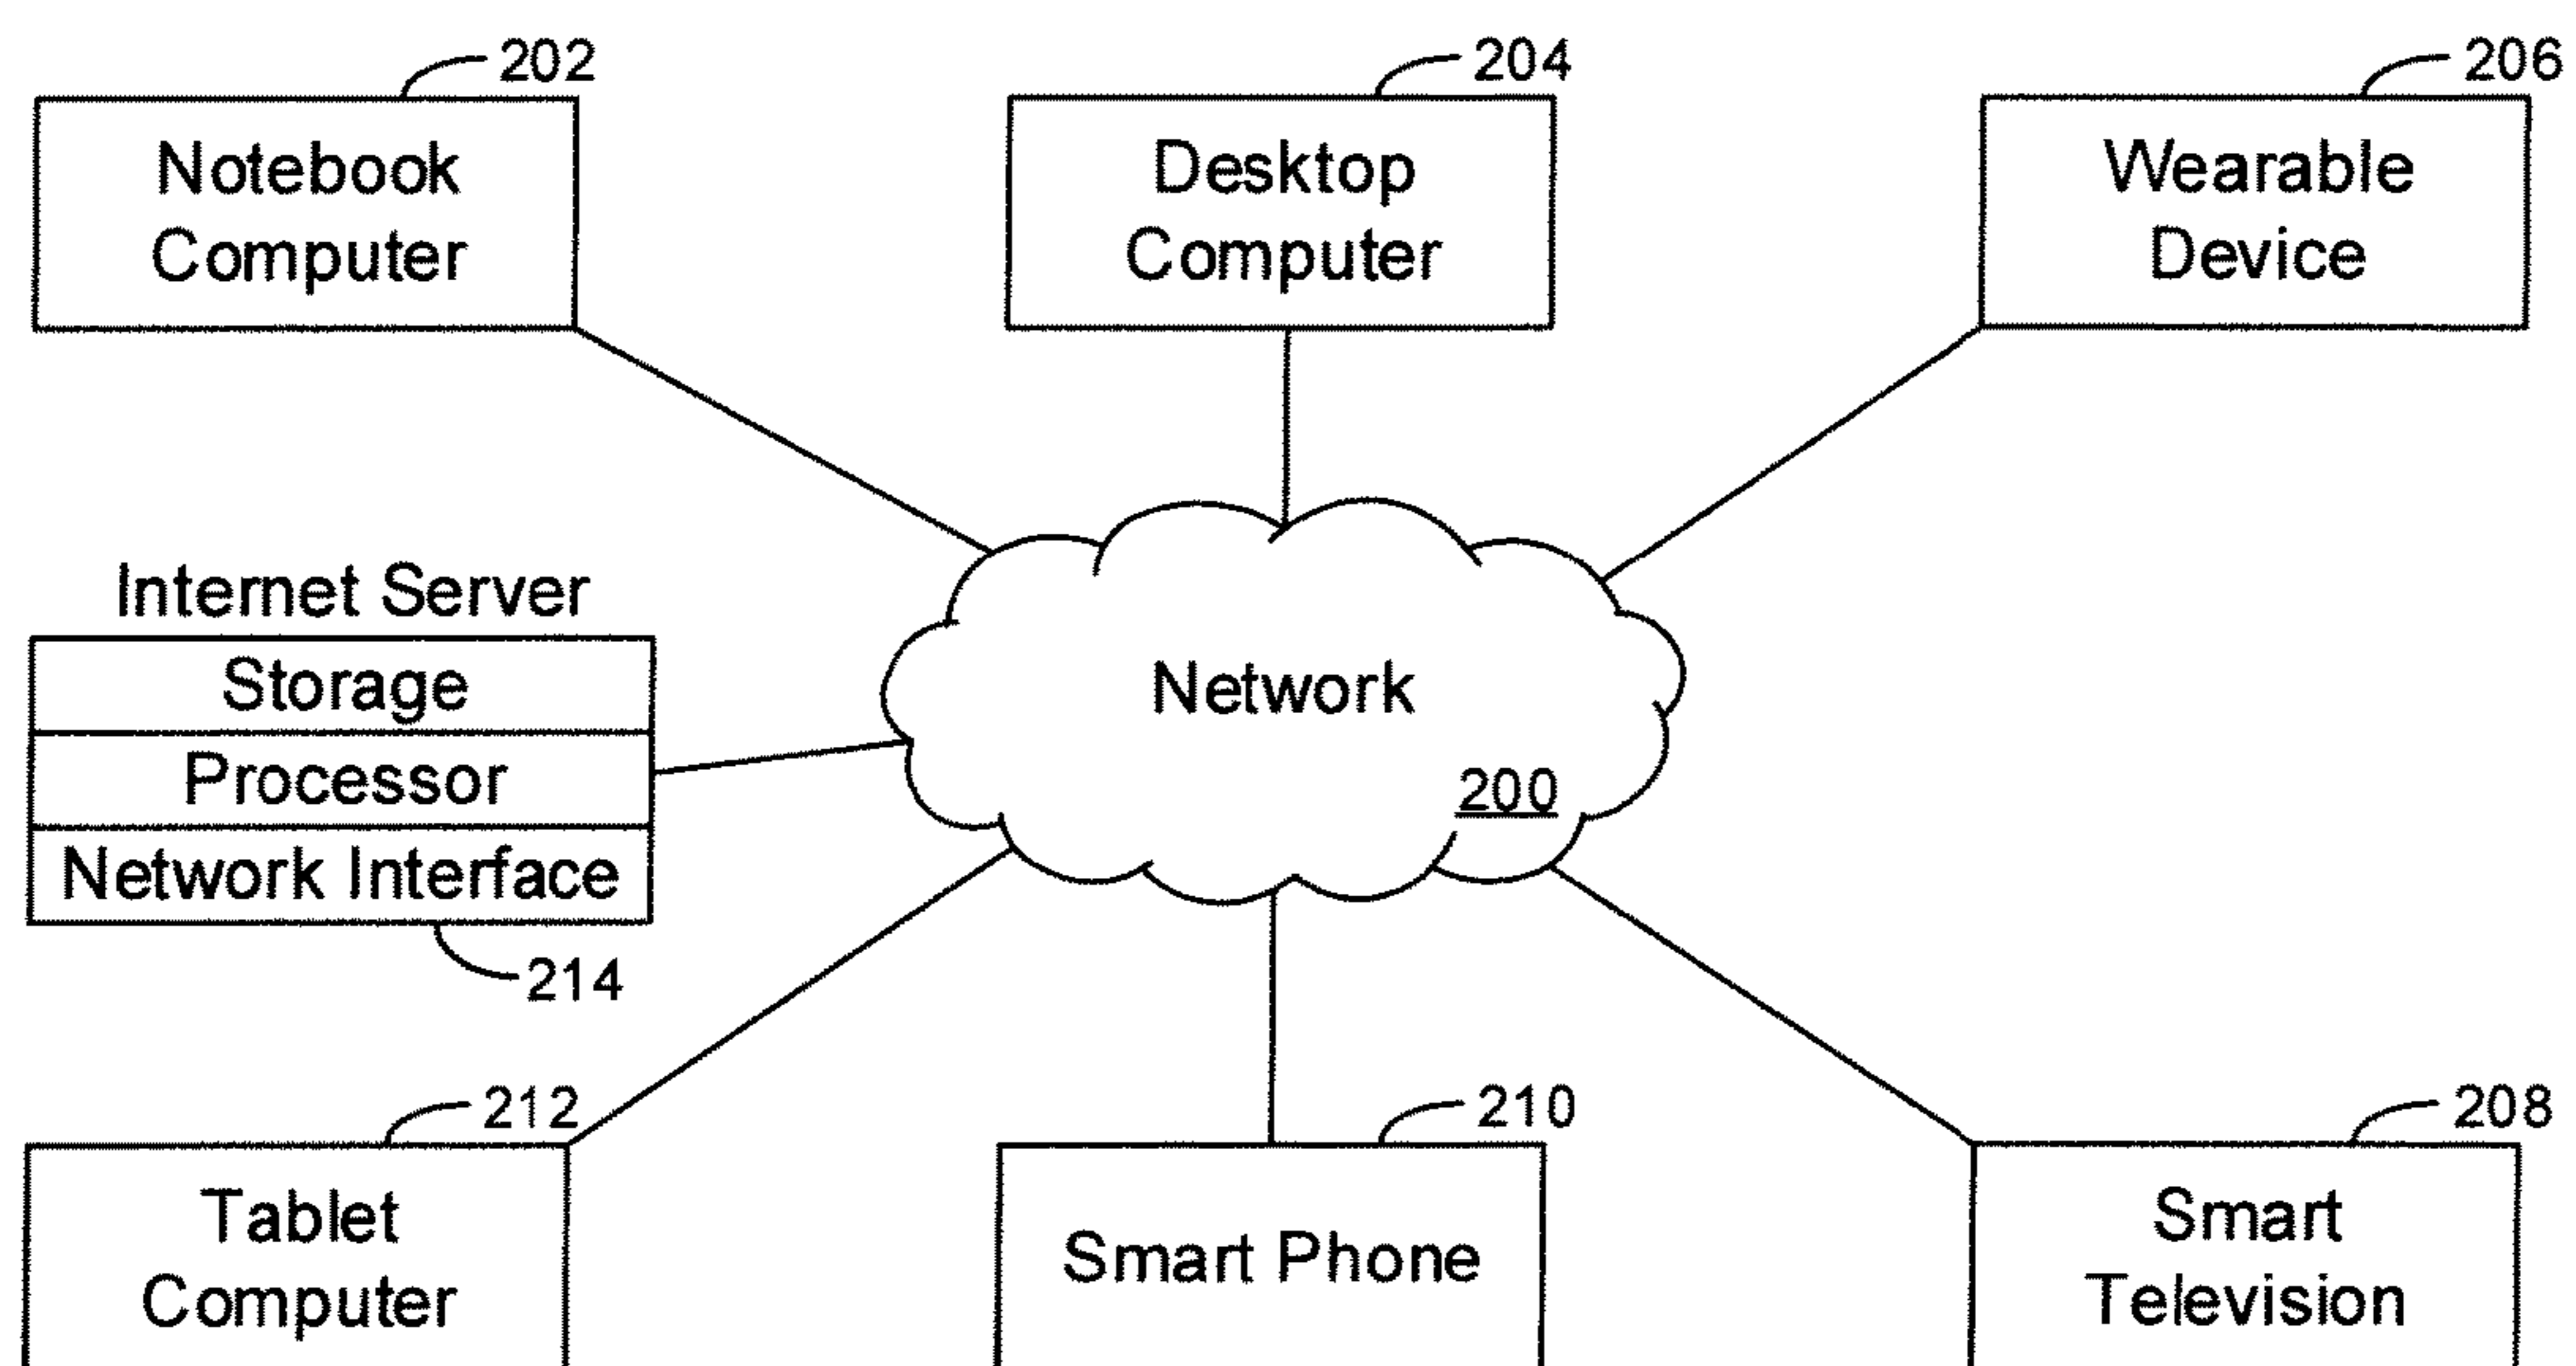 202
204
206
Notebook
Computer
Desktop
Computer
Wearable
Device
Internet Server
Storage
Processor
Network Interface
214
Network
200
212
210
208
Tablet
Computer
Smart Phone
Smart
Television